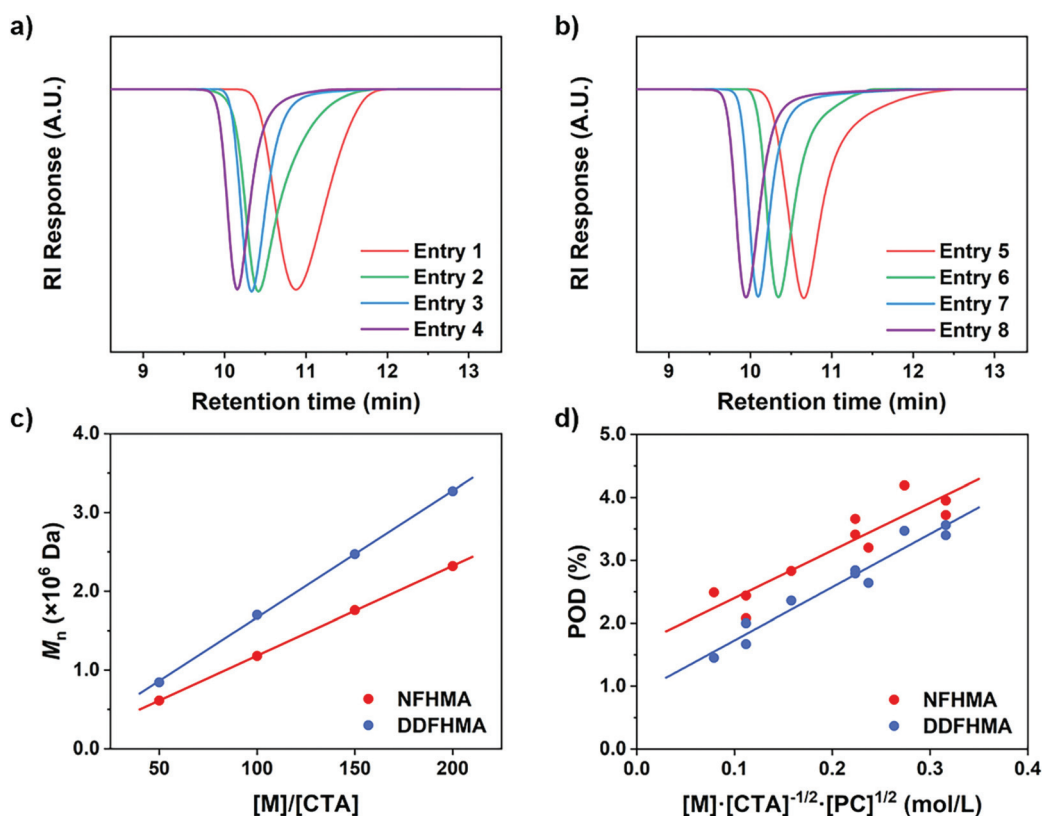 a)
RI Response (A.U.)
Entry 1
Entry 2
Entry 3
Entry 4
9 10 11 12 13
Retention time (min)
b)
RI Response (A.U.)
Entry 5
Entry 6
Entry 7
Entry 8
9 10 11 12 13
Retention time (min)
c)
Mn (×10⁶ Da)
4.0
3.0
2.0
1.0
0.0
NFHMA
DDFHMA
50 100 150 200
[M]/[CTA]
d)
POD (%)
5.0
4.0
3.0
2.0
1.0
0.0
NFHMA
DDFHMA
0.0 0.1 0.2 0.3 0.4
[M]·[CTA]⁻¹/²·[PC]¹/² (mol/L)